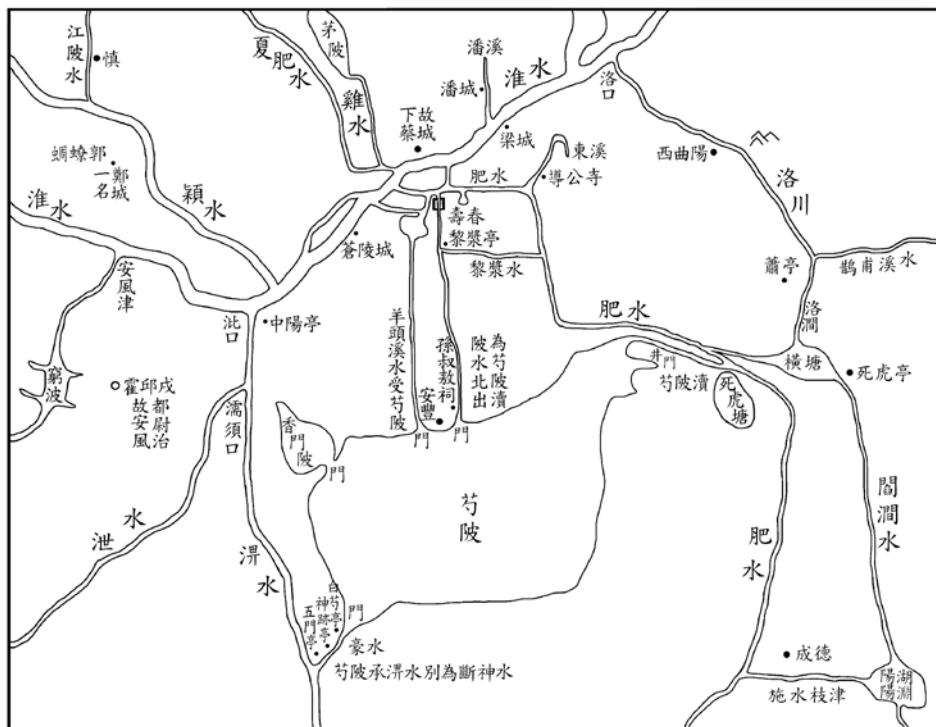 江陂水
慎
夏肥水
茅陂
雞水
潘溪
潘城
淮水
洛口
下蔡
故城
梁城
東溪
西曲陽
洛川
蜩蟟郭
一名
鄭城
潁水
肥水
導公寺
淮水
壽春
黎漿亭
黎漿水
蒼陵城
蕭亭
鵲甫溪水
安風津
沘口
中陽亭
羊頭溪水受芍陂
孫叔敖祠
陂水北出
為芍陂瀆
肥水
洛澗
橫塘
死虎亭
井門
芍陂瀆
死虎塘
窮波
霍邱戍
都尉治
故安風
濡須口
安豐
香門陂
門
門
門
芍陂
泄水
淠水
肥水
閻澗水
白芍亭
神跡亭
五門亭
門
豪水
芍陂承淠水別為斷神水
成德
施水枝津
陽湖
陽淵